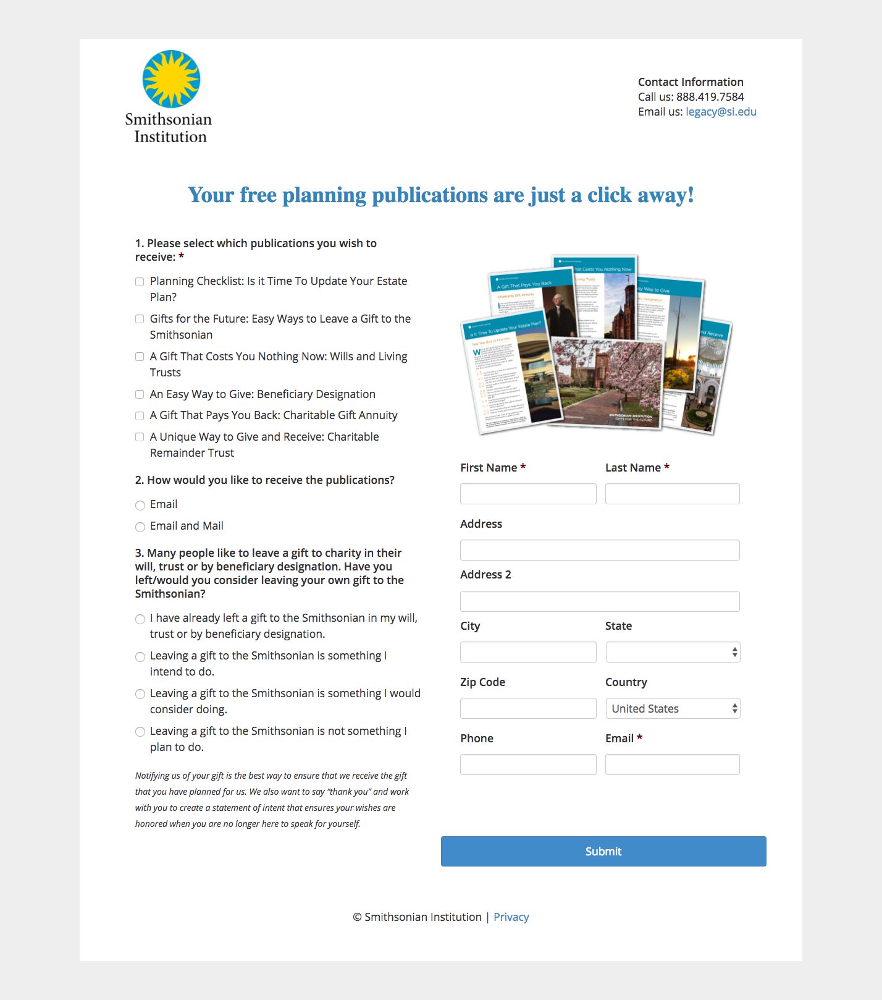 Smithsonian
Institution
Contact Information
Call us: 888.419.7584
Email us: legacy@si.edu
Your free planning publications are just a click away!
1. Please select which publications you wish to
receive: *
Planning Checklist: Is it Time To Update Your Estate
Plan?
Gifts for the Future: Easy Ways to Leave a Gift to the
Smithsonian
A Gift That Costs You Nothing Now: Wills and Living
Trusts
An Easy Way to Give: Beneficiary Designation
A Gift That Pays You Back: Charitable Gift Annuity
A Unique Way to Give and Receive: Charitable
Remainder Trust
2. How would you like to receive the publications?
Email
Email and Mail
3. Many people like to leave a gift to charity in their
will, trust or by beneficiary designation. Have you
left/would you consider leaving your own gift to the
Smithsonian?
I have already left a gift to the Smithsonian in my will,
trust or by beneficiary designation.
Leaving a gift to the Smithsonian is something I
intend to do.
Leaving a gift to the Smithsonian is something I would
consider doing.
Leaving a gift to the Smithsonian is not something I
plan to do.
Notifying us of your gift is the best way to ensure that we receive the gift
that you have planned for us. We also want to say “thank you” and work
with you to create a statement of intent that ensures your wishes are
honored when you are no longer here to speak for yourself.
That Costs You Nothing Now
Living Trusts
A Gift That Pays You Back
Charitable Gift Annuity
Way to Give
Designation
Is It Time To Update Your Estate Plan?
Take This Quiz to Find Out
and Receive
SMITHSONIAN INSTITUTION
GIFTS FOR THE FUTURE
First Name *
Last Name *
Address
Address 2
City
State
Zip Code
Country
United States
Phone
Email *
Submit
© Smithsonian Institution | Privacy